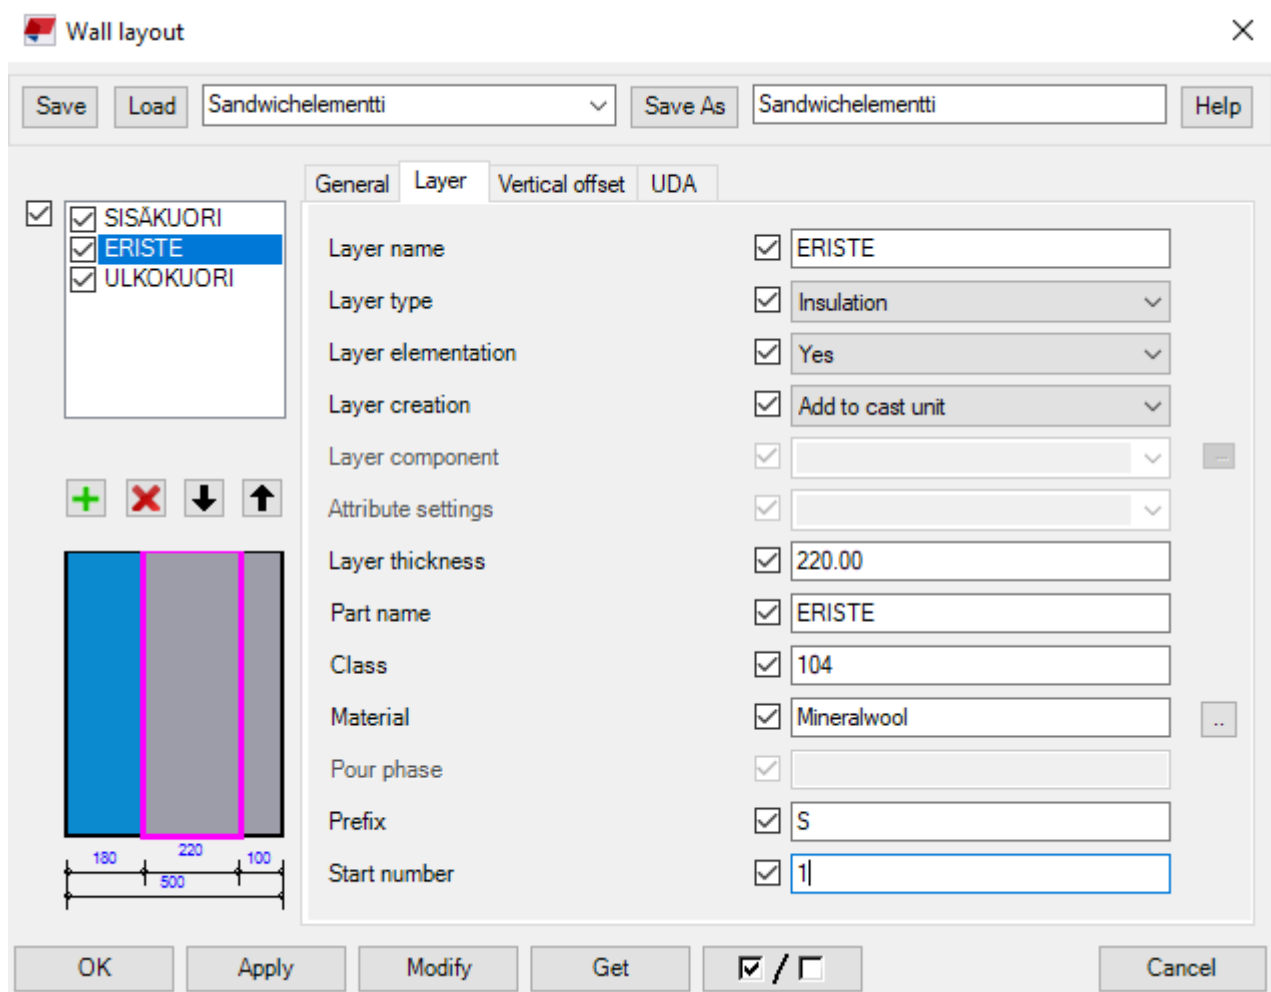 Wall layout
Save Load Sandwichelementti Save As Sandwichelementti Help
General Layer Vertical offset UDA
SISÄKUORI
ERISTE
ULKOKUORI
Layer name ERISTE
Layer type Insulation
Layer elementation Yes
Layer creation Add to cast unit
Layer component ...
Attribute settings
Layer thickness 220.00
Part name ERISTE
Class 104
Material Mineralwool ..
Pour phase
Prefix S
Start number 1
180 220 100
500
OK Apply Modify Get / Cancel